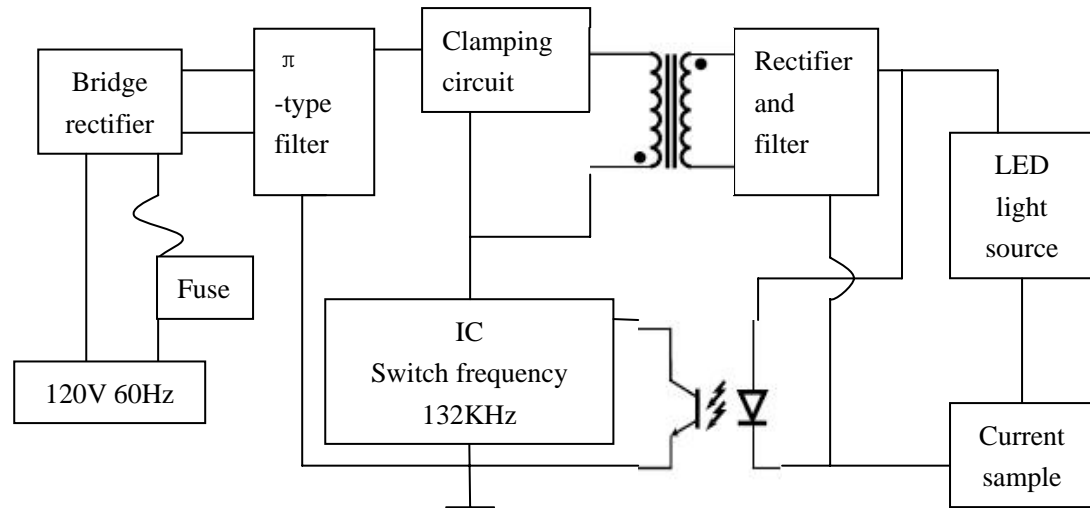 Bridge
rectifier
π
-type
filter
Clamping
circuit
Rectifier
and
filter
LED
light
source
Fuse
120V 60Hz
IC
Switch frequency
132KHz
Current
sample